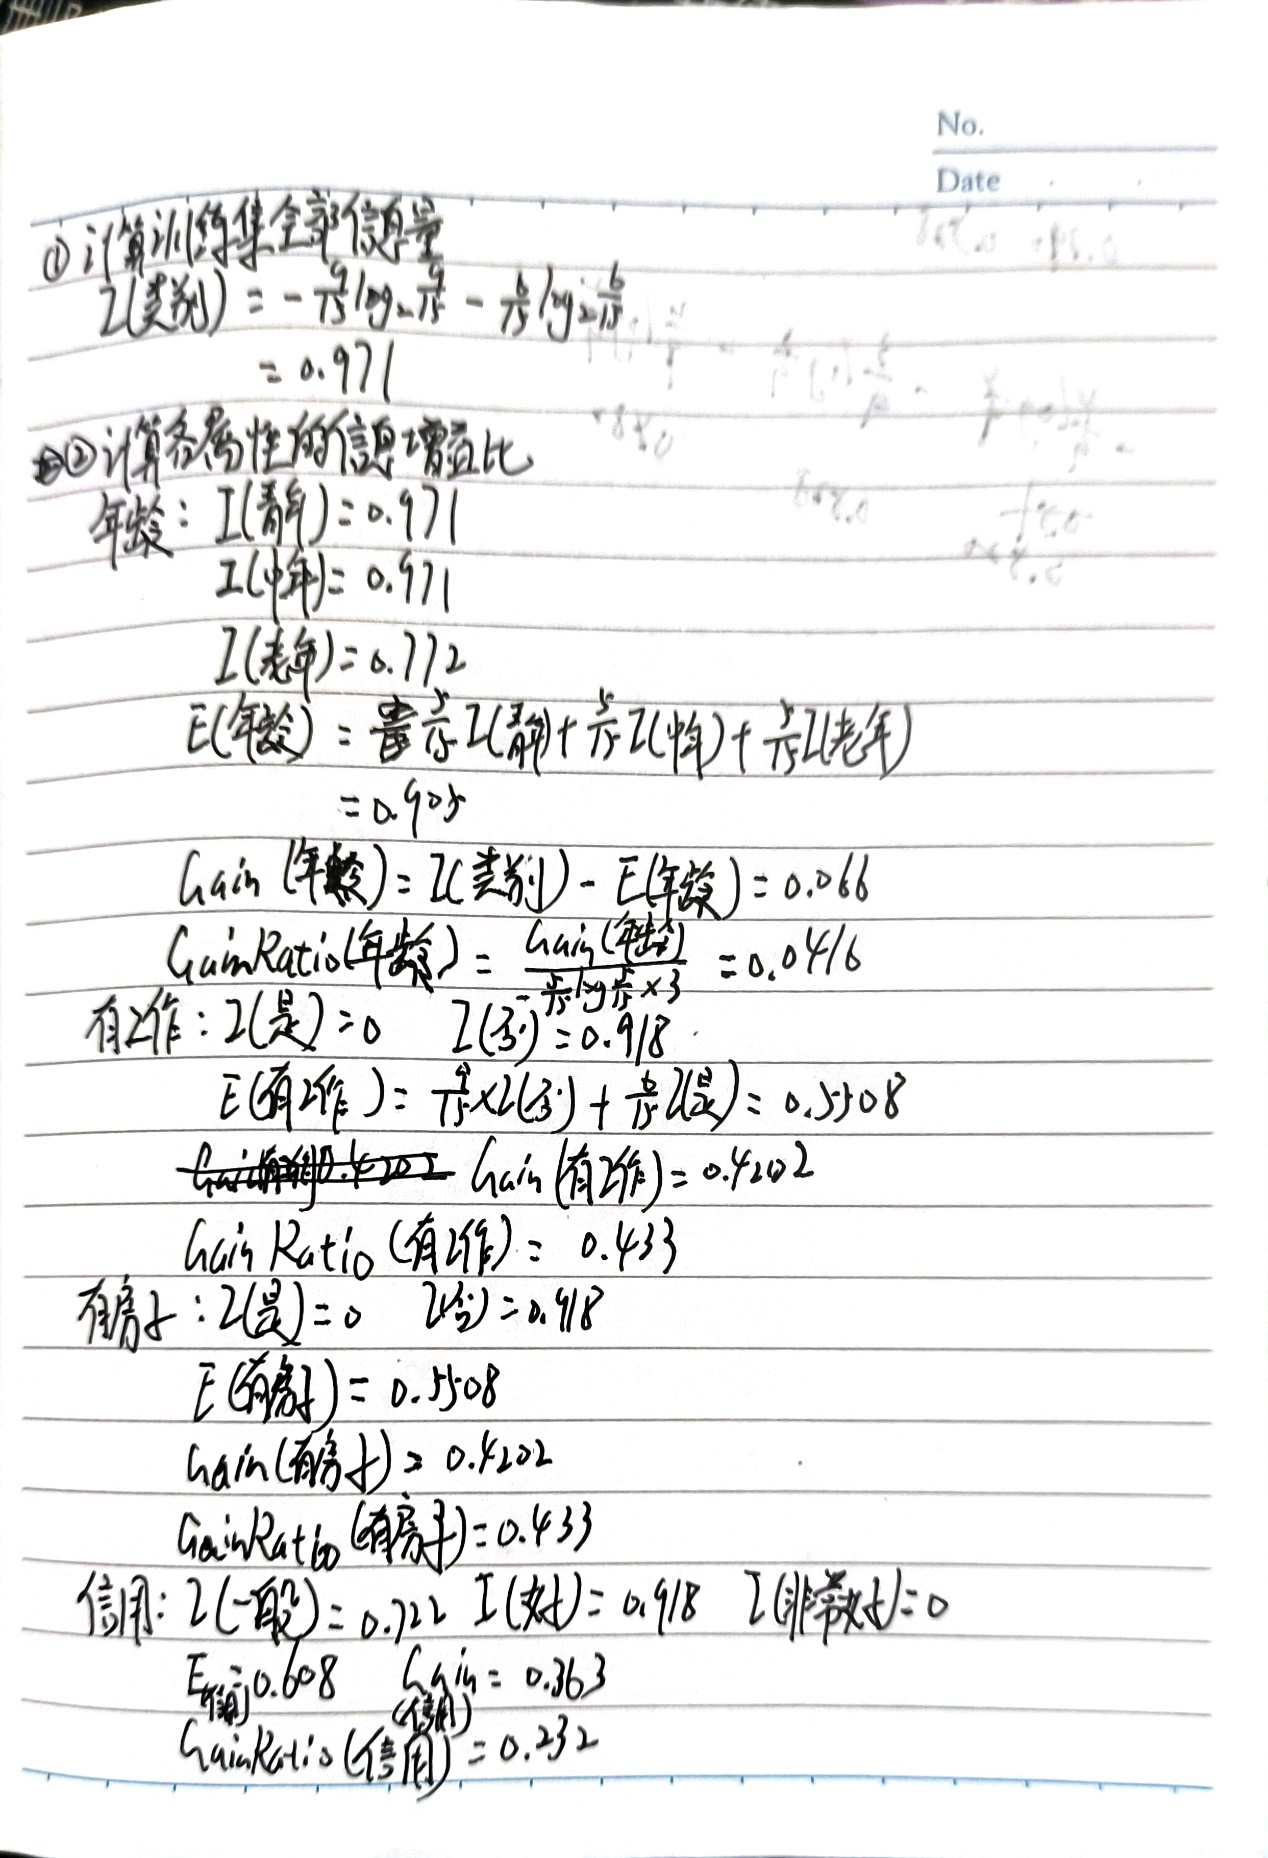 No.
Date
①计算训练集全部信息量
I(类别) = - 9/15 log₂ 9/15 - 6/15 log₂ 6/15
= 0.971
②计算各属性的信息增益比
年龄: I(青年)=0.971
I(中年)=0.971
I(老年)=0.772
E(年龄) = 5/15 I(青年)+ 5/15 I(中年)+ 5/15 I(老年)
=0.905
Gain (年龄)= I(类别) - E(年龄)=0.066
GainRatio(年龄) = Gain(年龄) / -5/15 log 5/15 ×3 =0.0416
有工作: I(是)=0 I(否)=0.918
E(有工作)= 9/15×I(否)+ 6/15 I(是)= 0.5508
Gain(有工作)=0.4202
Gain Ratio (有工作)= 0.433
有房子: I(是)=0 I(否)=0.918
E(有房子)= 0.5508
Gain(有房子)= 0.4202
GainRatio(有房子)=0.433
信用: I(一般)=0.722 I(好)=0.918 I(非常好)=0
E(信用)=0.608 Gain(信用)=0.363
GainRatio(信用)=0.232